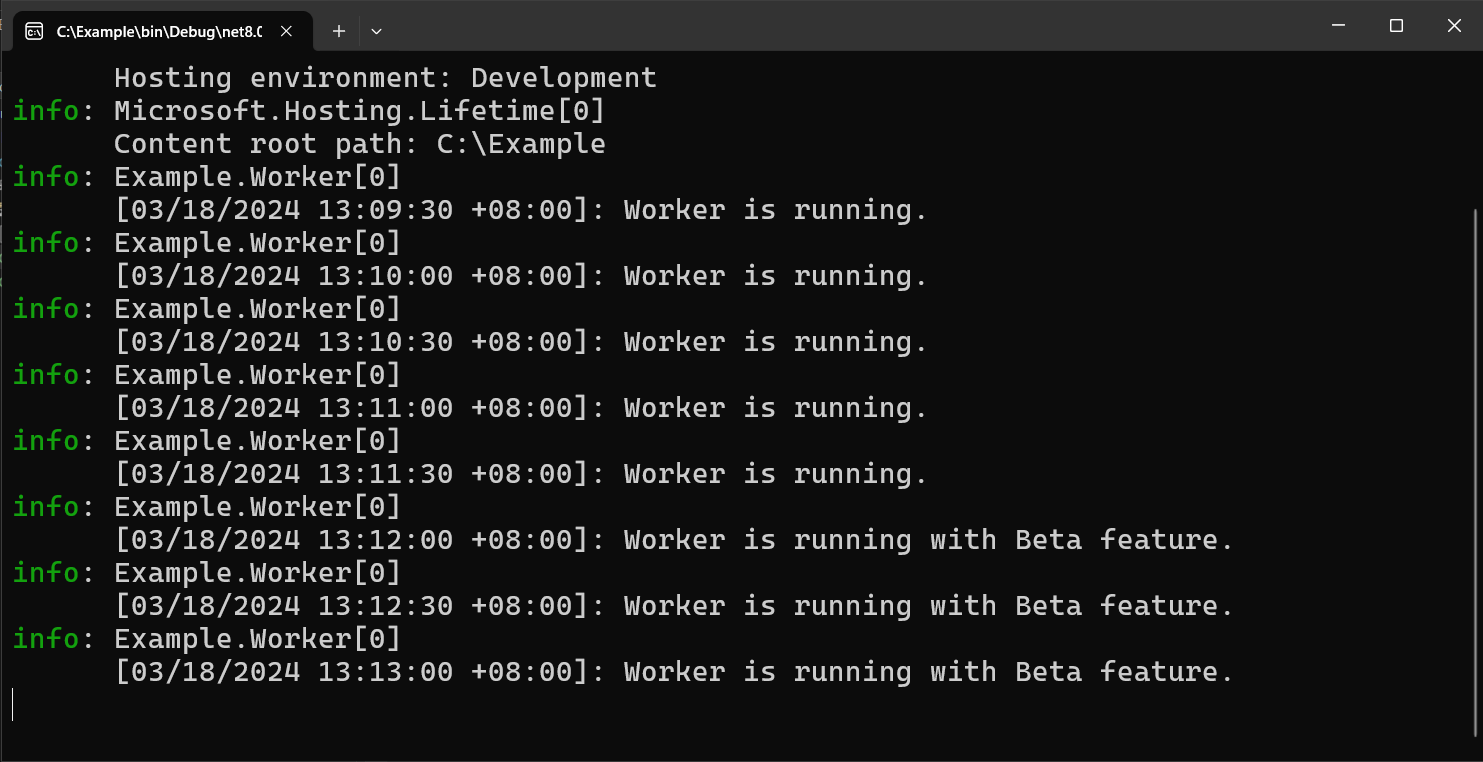 C:\Example\bin\Debug\net8.0
Hosting environment: Development
info: Microsoft.Hosting.Lifetime[0]
Content root path: C:\Example
info: Example.Worker[0]
[03/18/2024 13:09:30 +08:00]: Worker is running.
info: Example.Worker[0]
[03/18/2024 13:10:00 +08:00]: Worker is running.
info: Example.Worker[0]
[03/18/2024 13:10:30 +08:00]: Worker is running.
info: Example.Worker[0]
[03/18/2024 13:11:00 +08:00]: Worker is running.
info: Example.Worker[0]
[03/18/2024 13:11:30 +08:00]: Worker is running.
info: Example.Worker[0]
[03/18/2024 13:12:00 +08:00]: Worker is running with Beta feature.
info: Example.Worker[0]
[03/18/2024 13:12:30 +08:00]: Worker is running with Beta feature.
info: Example.Worker[0]
[03/18/2024 13:13:00 +08:00]: Worker is running with Beta feature.